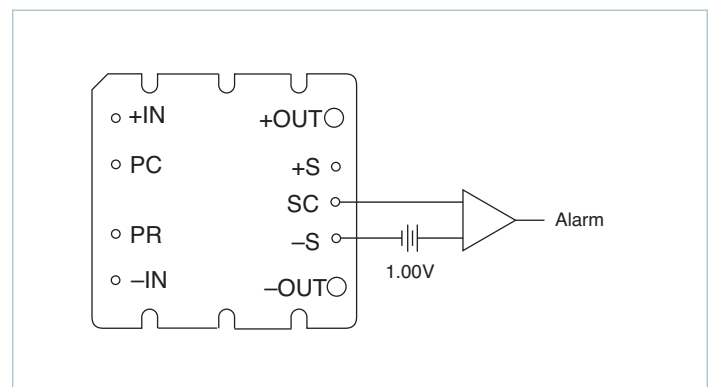 +IN
+OUT
PC
+S
SC
Alarm
PR
–S
1.00V
–IN
–OUT